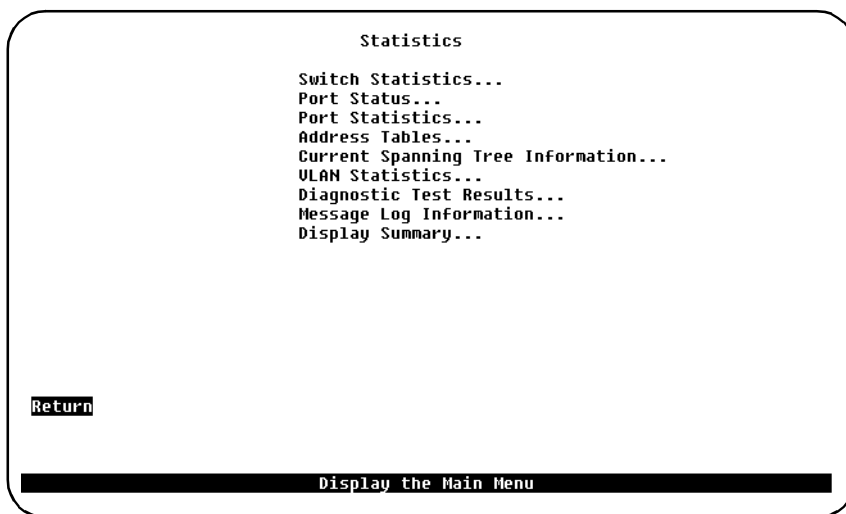 Statistics
Switch Statistics...
Port Status...
Port Statistics...
Address Tables...
Current Spanning Tree Information...
VLAN Statistics...
Diagnostic Test Results...
Message Log Information...
Display Summary...
Return
Display the Main Menu